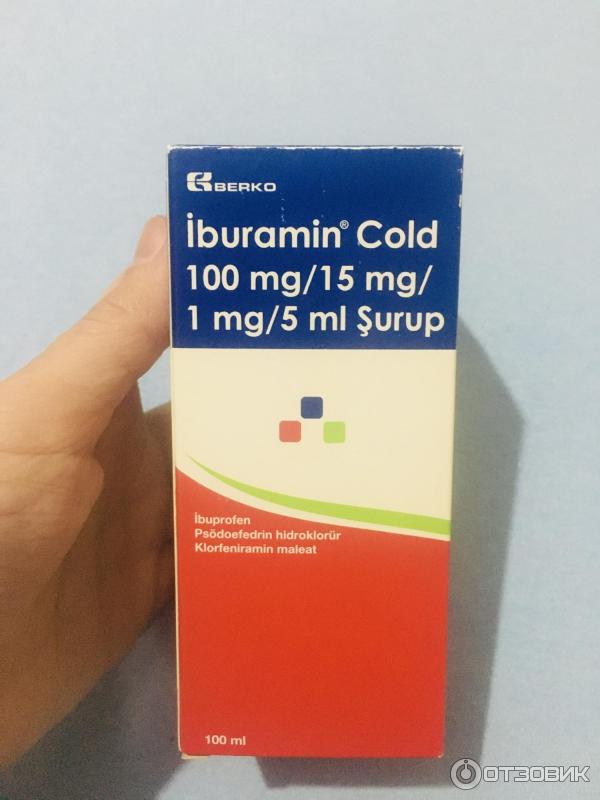 BERKO
İburamin® Cold
100 mg/15 mg/
1 mg/5 ml Şurup
İbuprofen
Psödoefedrin hidroklorür
Klorfeniramin maleat
100 ml
ОТЗОВИК